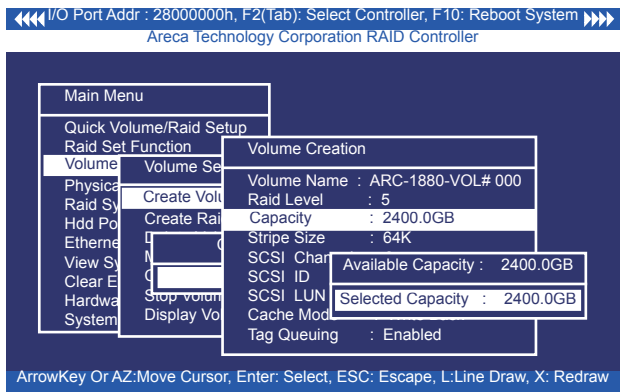 I/O Port Addr : 28000000h, F2(Tab): Select Controller, F10: Reboot System
Areca Technology Corporation RAID Controller
Main Menu
Quick Volume/Raid Setup
Raid Set Function
Volume
Physica
Raid Sy
Hdd Po
Etherne
View Sy
Clear E
Hardwa
System
Volume Se
Create Volu
Create Rai
Stop Volum
Display Vo
Volume Creation
Volume Name : ARC-1880-VOL# 000
Raid Level : 5
Capacity : 2400.0GB
Stripe Size : 64K
SCSI Chan
SCSI ID
SCSI LUN
Cache Mod
Tag Queuing : Enabled
Available Capacity : 2400.0GB
Selected Capacity : 2400.0GB
ArrowKey Or AZ:Move Cursor, Enter: Select, ESC: Escape, L:Line Draw, X: Redraw